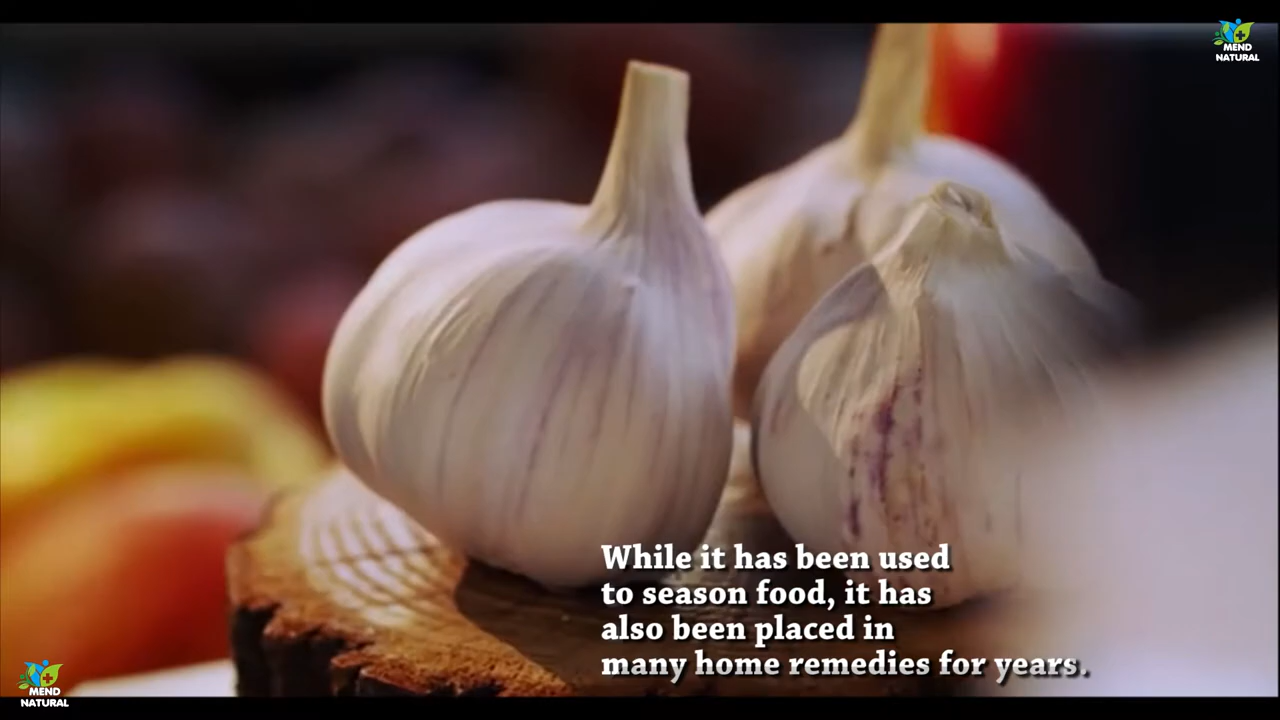 MEND
NATURAL
While it has been used
to season food, it has
also been placed in
many home remedies for years.
MEND
NATURAL